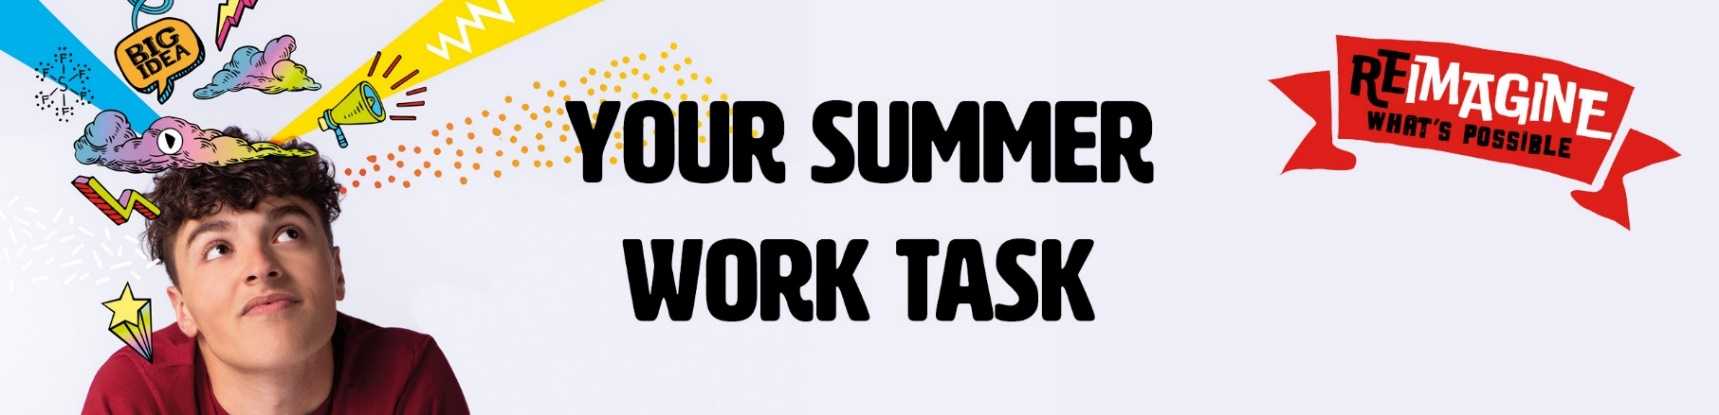 BIG
IDEA
F
F F
F S F
F I F
F
YOUR SUMMER
WORK TASK
REIMAGINE
WHAT'S POSSIBLE